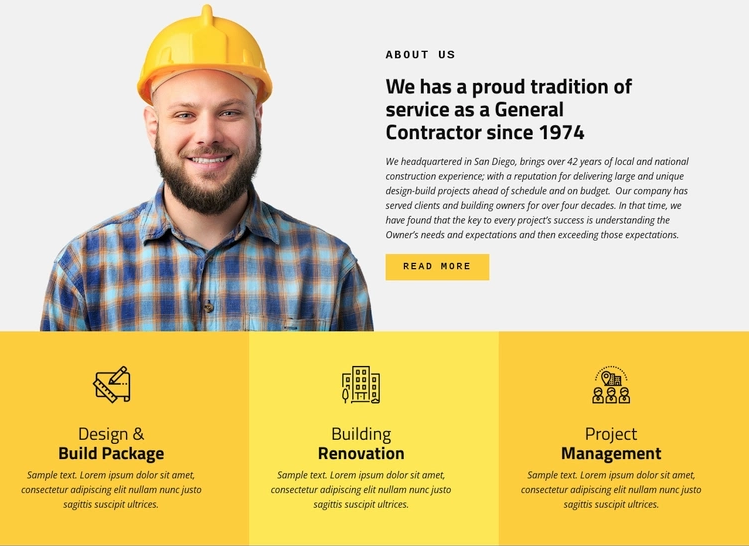 ABOUT US
We has a proud tradition of
service as a General
Contractor since 1974
We headquartered in San Diego, brings over 42 years of local and national
construction experience; with a reputation for delivering large and unique
design-build projects ahead of schedule and on budget.  Our company has
served clients and building owners for over four decades. In that time, we
have found that the key to every project’s success is understanding the
Owner’s needs and expectations and then exceeding those expectations.
READ MORE
Design &
Build Package
Sample text. Lorem ipsum dolor sit amet,
consectetur adipiscing elit nullam nunc justo
sagittis suscipit ultrices.
Building
Renovation
Sample text. Lorem ipsum dolor sit amet,
consectetur adipiscing elit nullam nunc justo
sagittis suscipit ultrices.
Project
Management
Sample text. Lorem ipsum dolor sit amet,
consectetur adipiscing elit nullam nunc justo
sagittis suscipit ultrices.